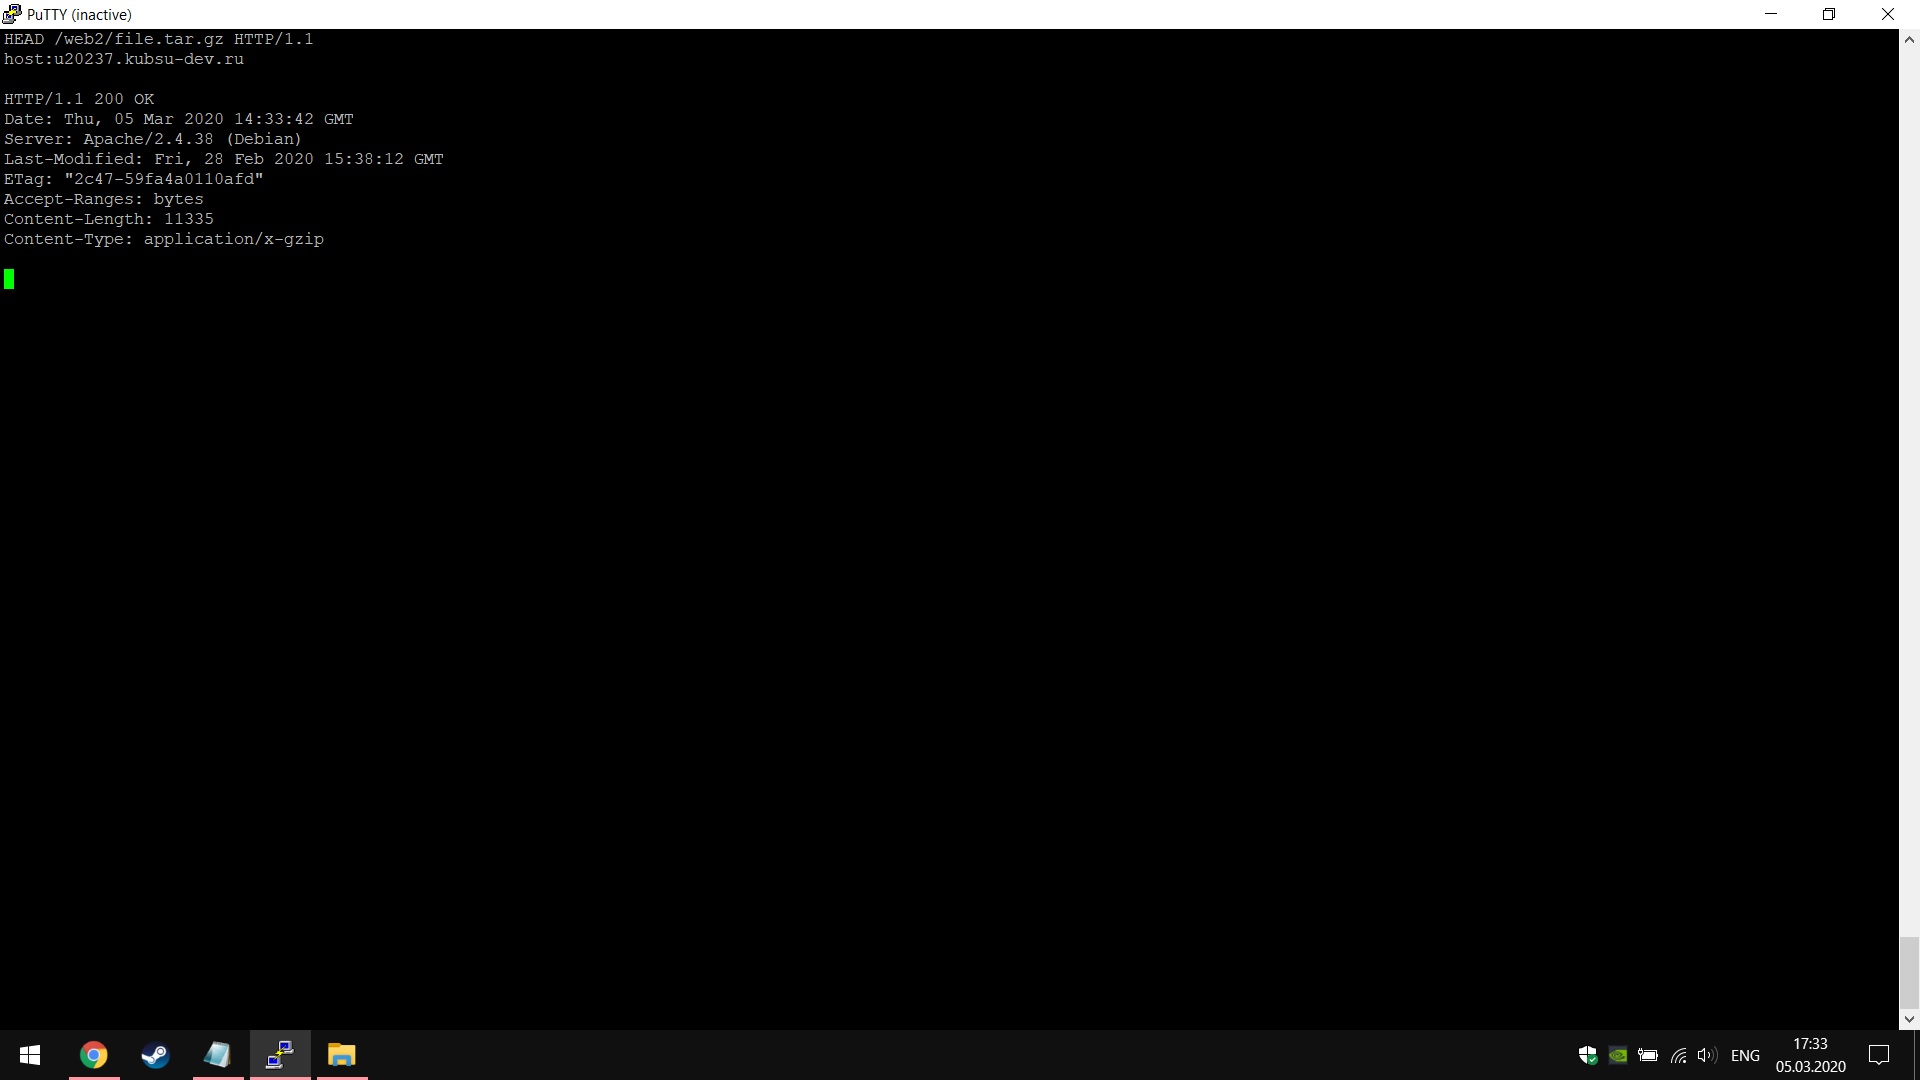 PuTTY (inactive)
HEAD /web2/file.tar.gz HTTP/1.1
host:u20237.kubsu-dev.ru
HTTP/1.1 200 OK
Date: Thu, 05 Mar 2020 14:33:42 GMT
Server: Apache/2.4.38 (Debian)
Last-Modified: Fri, 28 Feb 2020 15:38:12 GMT
ETag: "2c47-59fa4a0110afd"
Accept-Ranges: bytes
Content-Length: 11335
Content-Type: application/x-gzip
ENG
17:33
05.03.2020